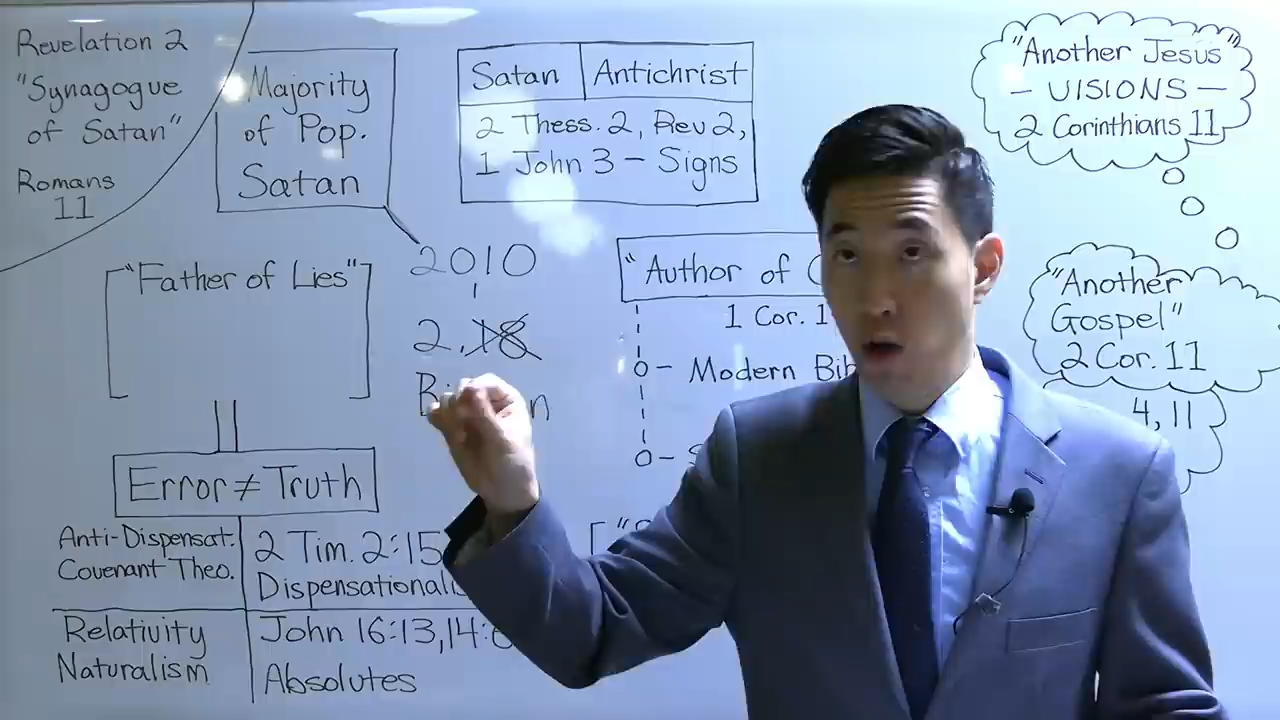 Revelation 2
"Synagogue
of Satan"
Romans
11
Majority
of Pop.
Satan
Satan
Antichrist
2 Thess. 2, Rev 2,
1 John 3 – Signs
"Another Jesus"
– VISIONS –
2 Corinthians 11
"Father of Lies"
2010
2.18
"Author of
1 Cor. 1
Modern Bib
"Another
Gospel"
2 Cor. 11
4, 11
Error ≠ Truth
Anti-Dispensat.
Covenant Theo.
2 Tim. 2:15
Dispensationalis
Relativity
Naturalism
John 16:13, 14:6
Absolutes